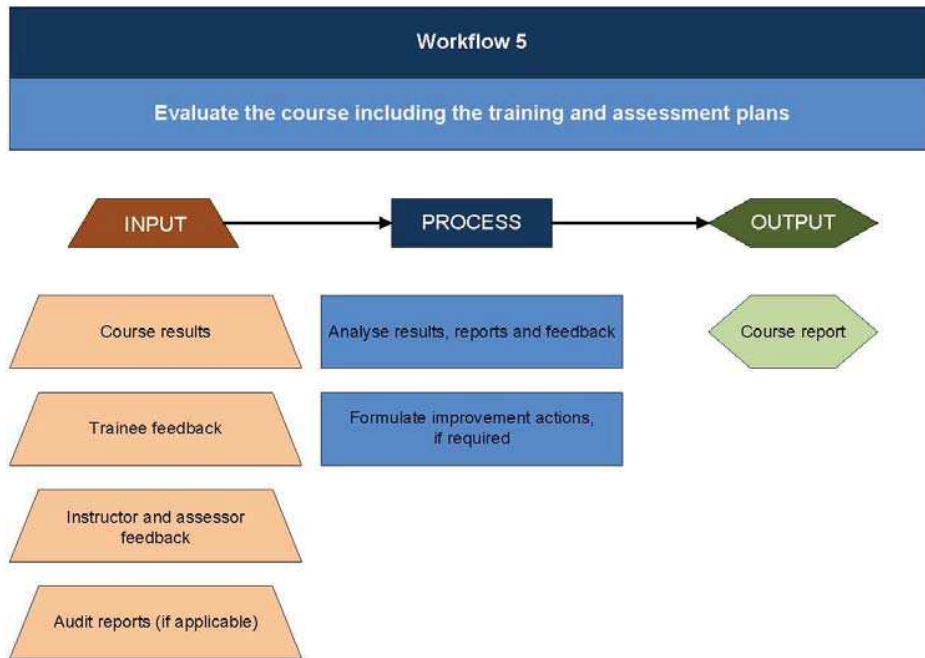 Workflow 5
Evaluate the course including the training and assessment plans
INPUT
PROCESS
OUTPUT
Course results
Analyse results, reports and feedback
Course report
Trainee feedback
Formulate improvement actions,
if required
Instructor and assessor
feedback
Audit reports (if applicable)